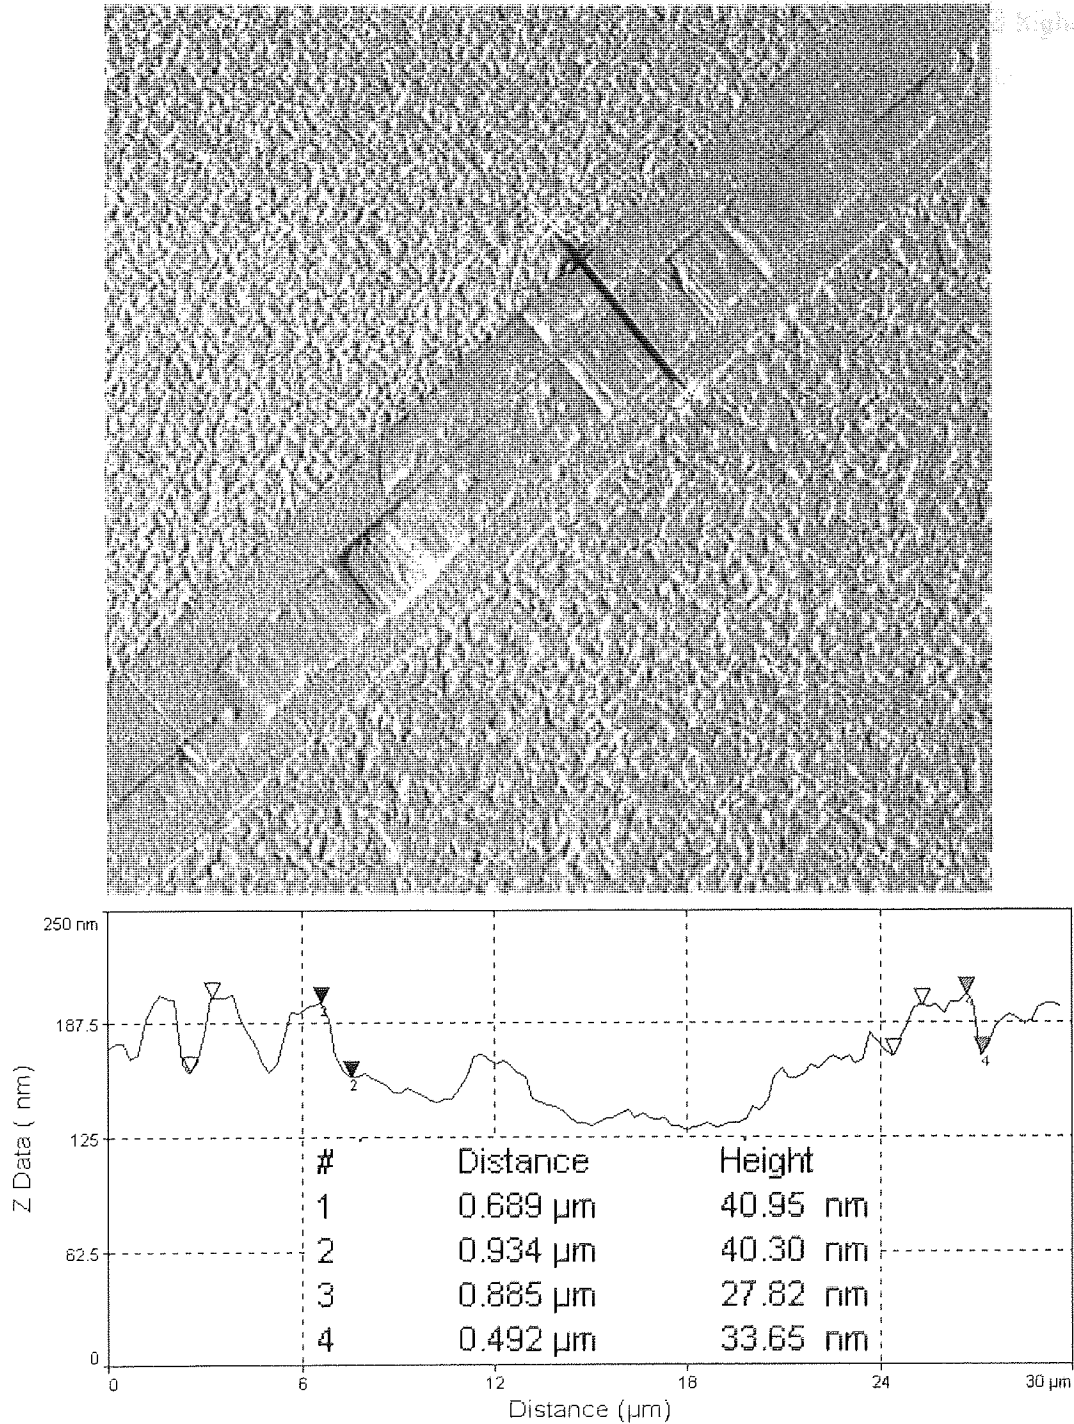 250 nm
187.5
125
62.5
0
Z Data ( nm)
3
2
4
# Distance Height
1 0.689 µm 40.95 nm
2 0.934 µm 40.30 nm
3 0.885 µm 27.82 nm
4 0.492 µm 33.65 nm
0 6 12 18 24 30 µm
Distance (µm)